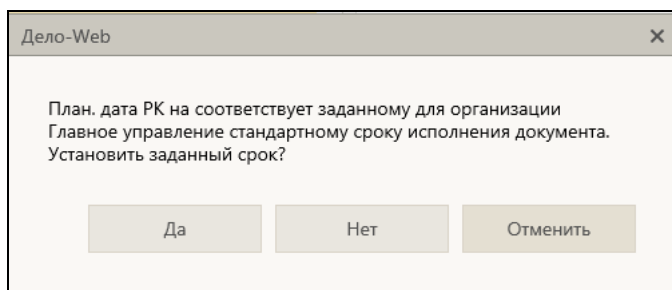 Дело-Web
План. дата РК на соответствует заданному для организации
Главное управление стандартному сроку исполнения документа.
Установить заданный срок?
Да Нет Отменить